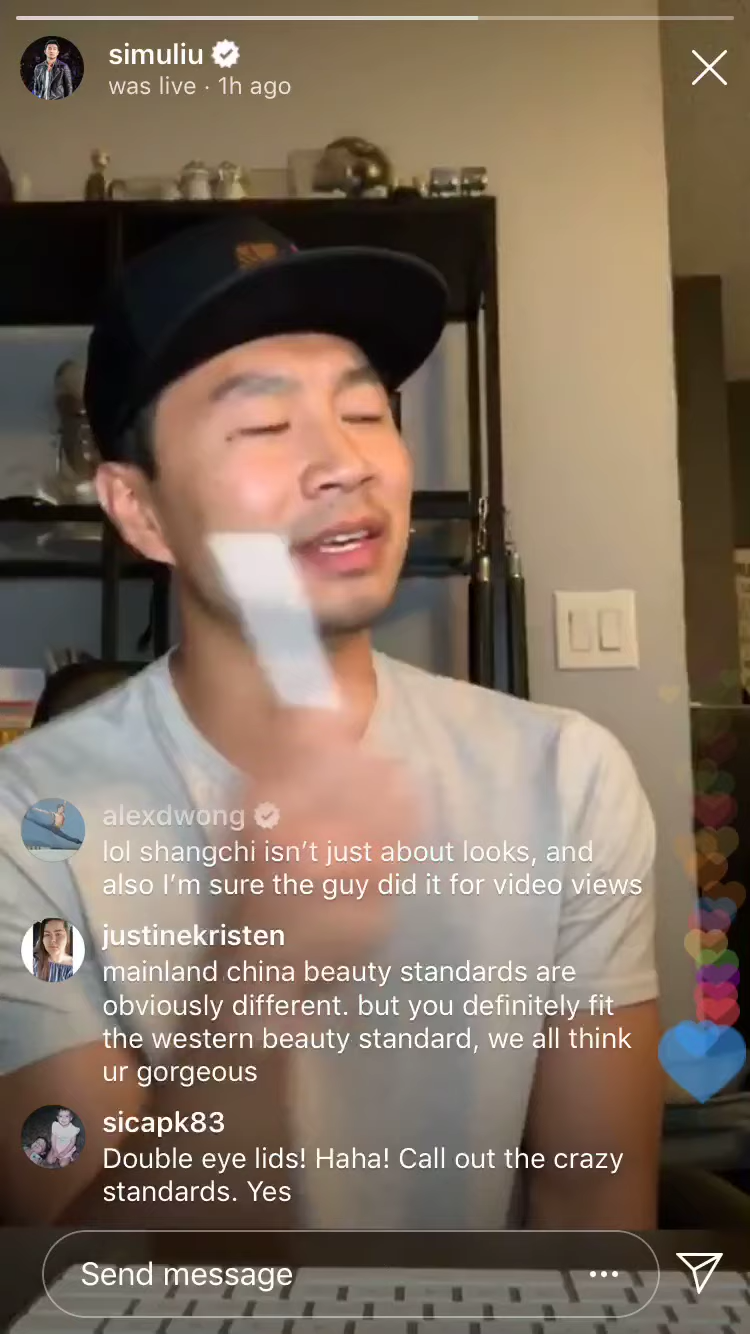 simuliu
was live · 1h ago
alexdwong
lol shangchi isn’t just about looks, and
also I’m sure the guy did it for video views
justinekristen
mainland china beauty standards are
obviously different. but you definitely fit
the western beauty standard, we all think
ur gorgeous
sicapk83
Double eye lids! Haha! Call out the crazy
standards. Yes
Send message